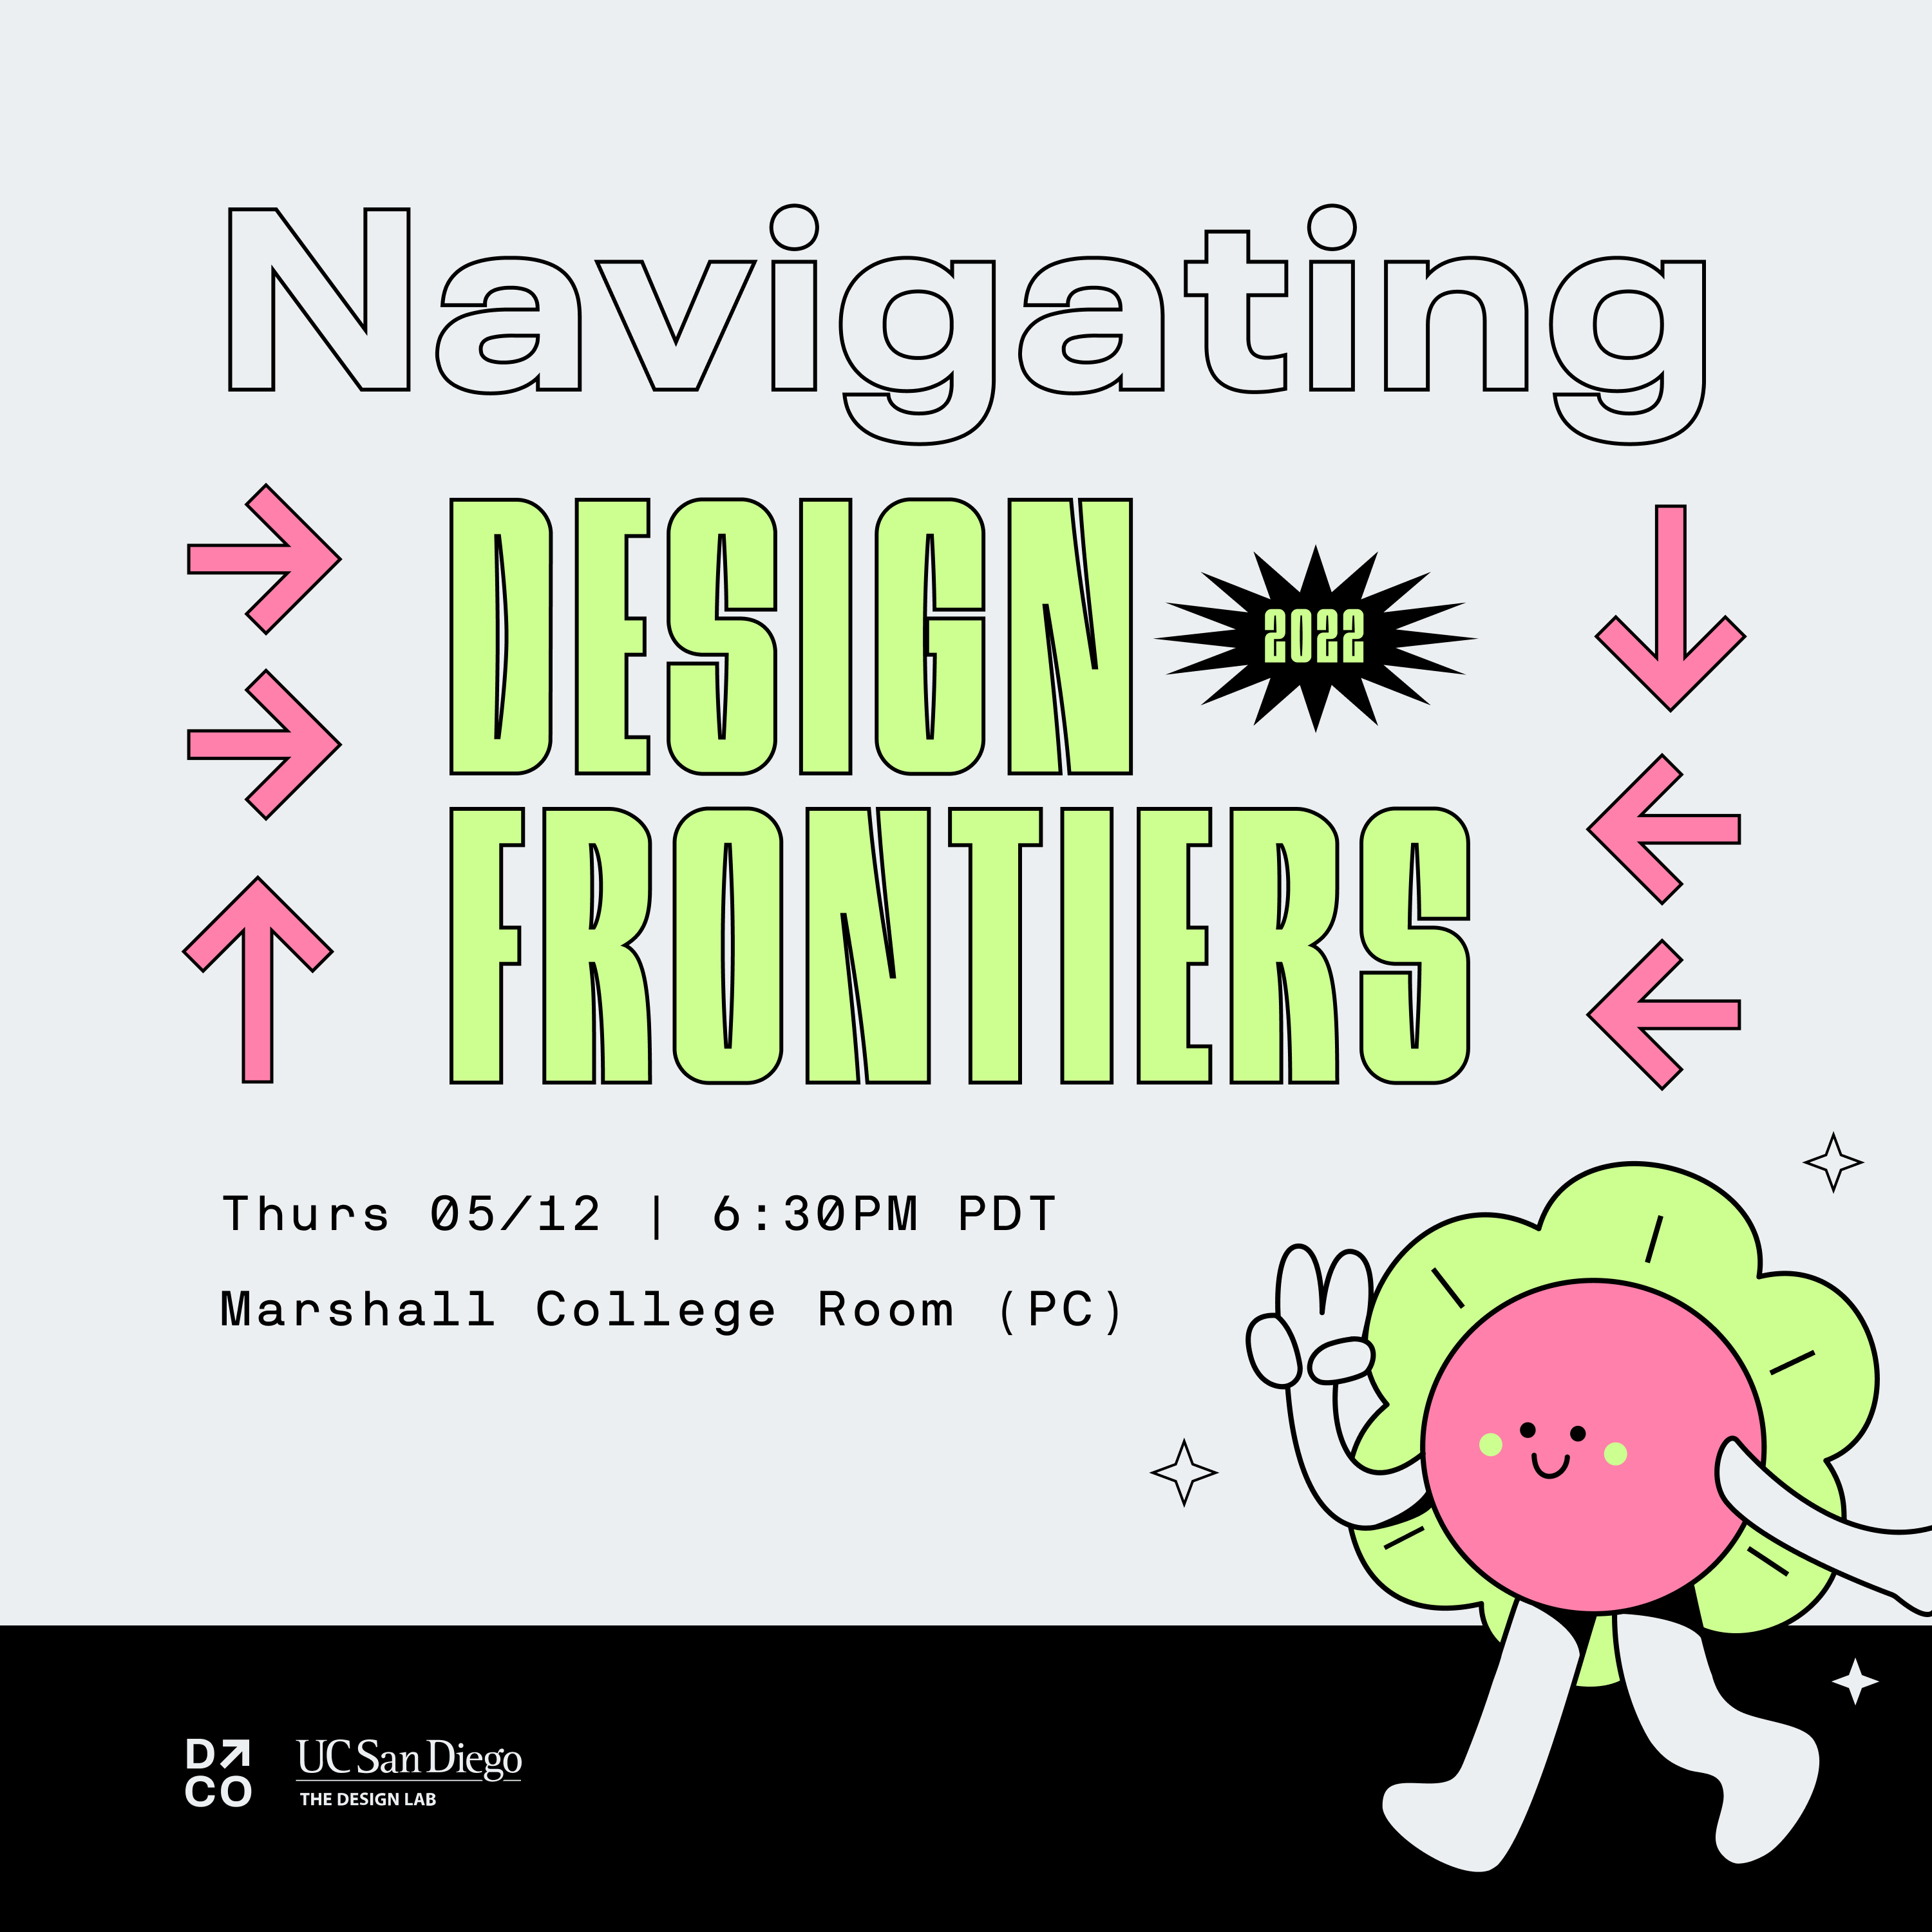 Navigating
DESIGN
2022
FRONTIERS
Thurs 05/12 | 6:30PM PDT
Marshall College Room (PC)
D
CO
UC San Diego
THE DESIGN LAB